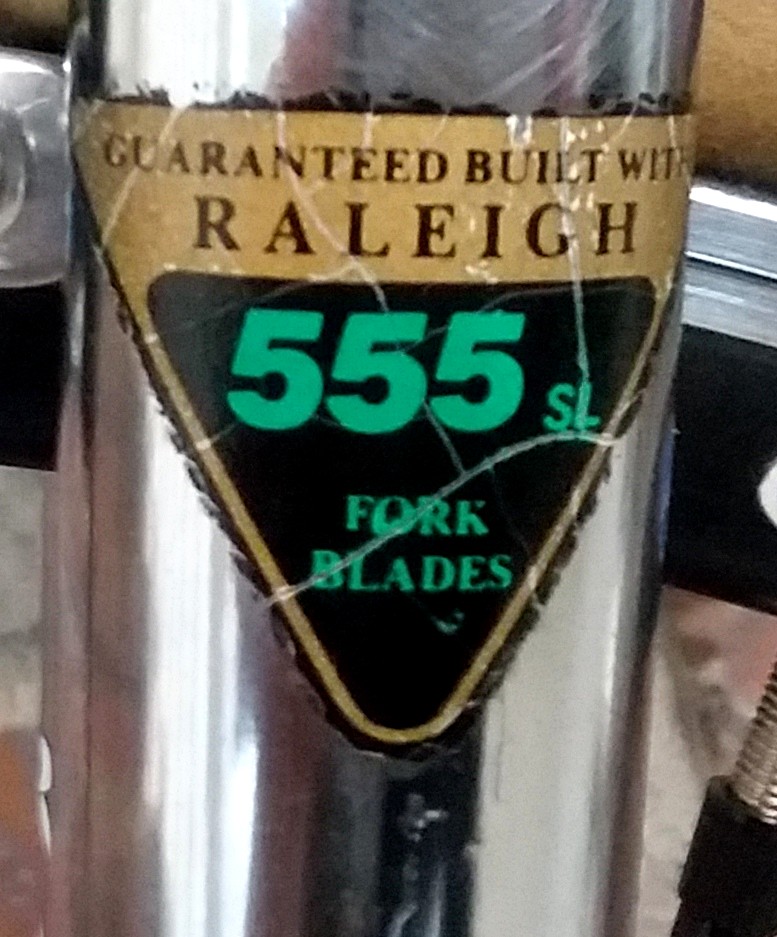 GUARANTEED BUILT WITH
RALEIGH
555 SL
FORK
BLADES